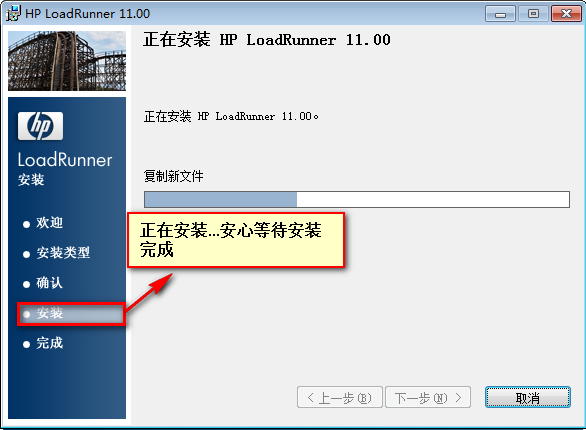 HP LoadRunner 11.00
正在安装 HP LoadRunner 11.00
hp
LoadRunner
安装
欢迎
安装类型
确认
安装
完成
正在安装 HP LoadRunner 11.00。
复制新文件
正在安装...安心等待安装
完成
< 上一步(B)
下一步(N) >
取消